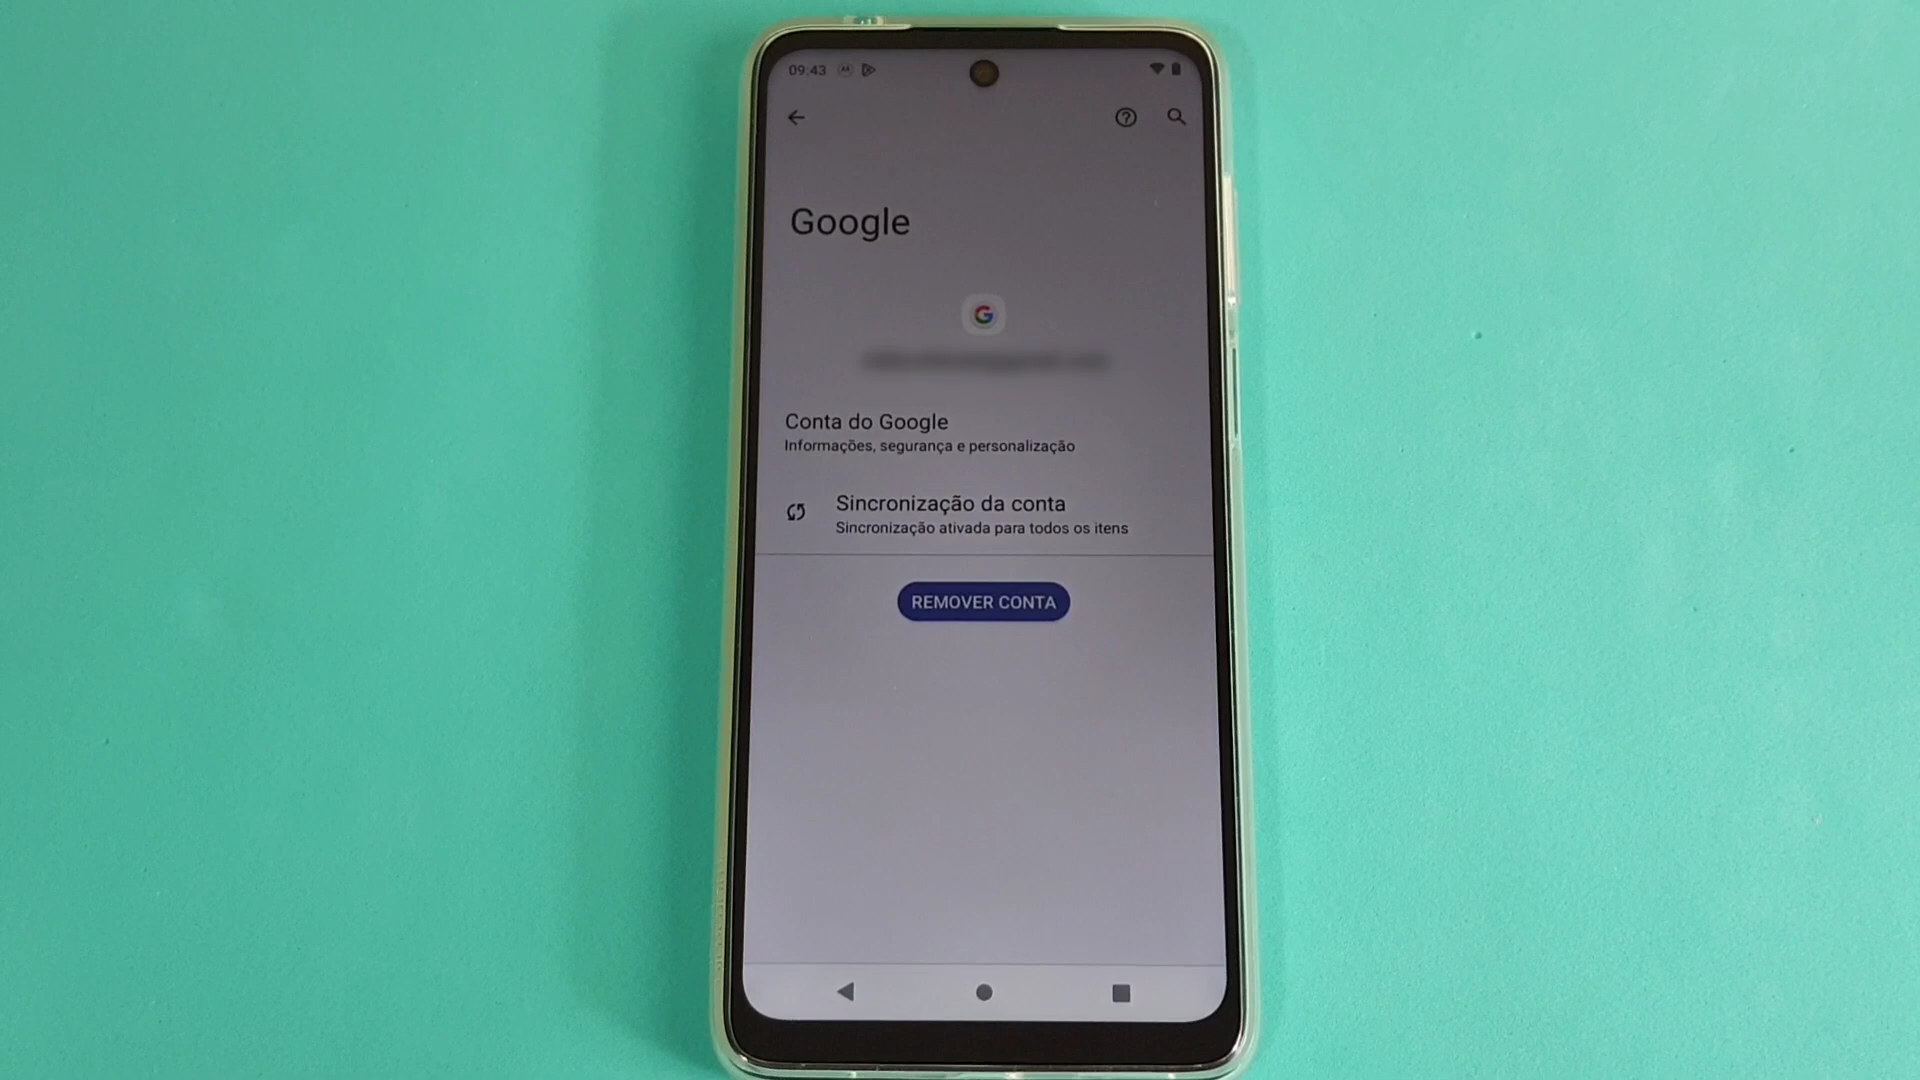 09:43
Google
Conta do Google
Informações, segurança e personalização
Sincronização da conta
Sincronização ativada para todos os itens
REMOVER CONTA